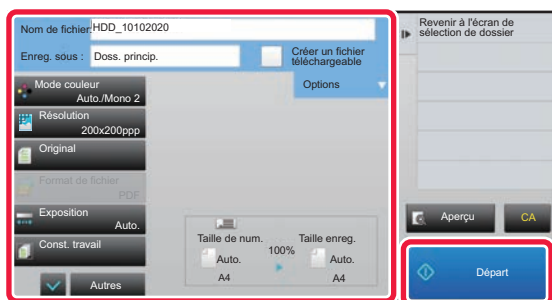 Nom de fichier:
HDD_10102020
Enreg. sous :
Doss. princip.
Créer un fichier
téléchargeable
Options
Mode couleur
Auto./Mono 2
Résolution
200x200ppp
Original
Format de fichier
PDF
Exposition
Auto.
Const. travail
Autres
Taille de num.
100%
Taille enreg.
Auto.
Auto.
A4
A4
Revenir à l'écran de
sélection de dossier
Aperçu
CA
Départ